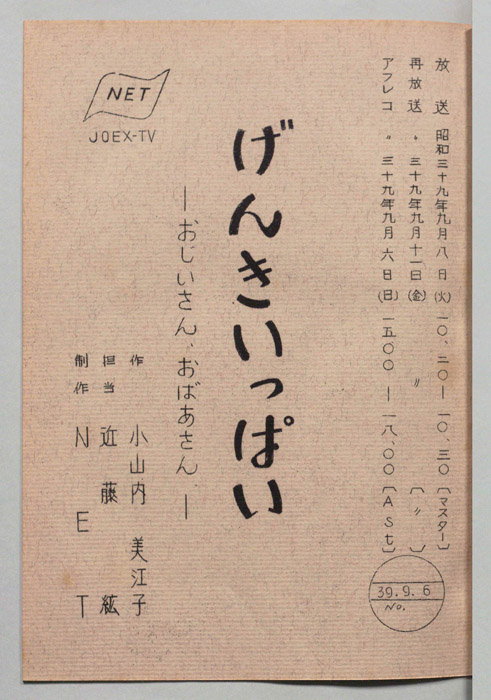 放送 昭和三十九年九月八日(火) 一〇、二〇—一〇、三〇〔マスター〕
再放送 〃 三十九年九月十一日(金) 〃 〔〃〕
アフレコ 〃 三十九年九月六日(日) 一五、〇〇—一八、〇〇〔A St〕
39.9.6
No.
げんきいっぱい
—おじいさん、おばあさん—
作 小山内 美江子
担当 近藤 紘
制作 NET
NET
JOEX-TV